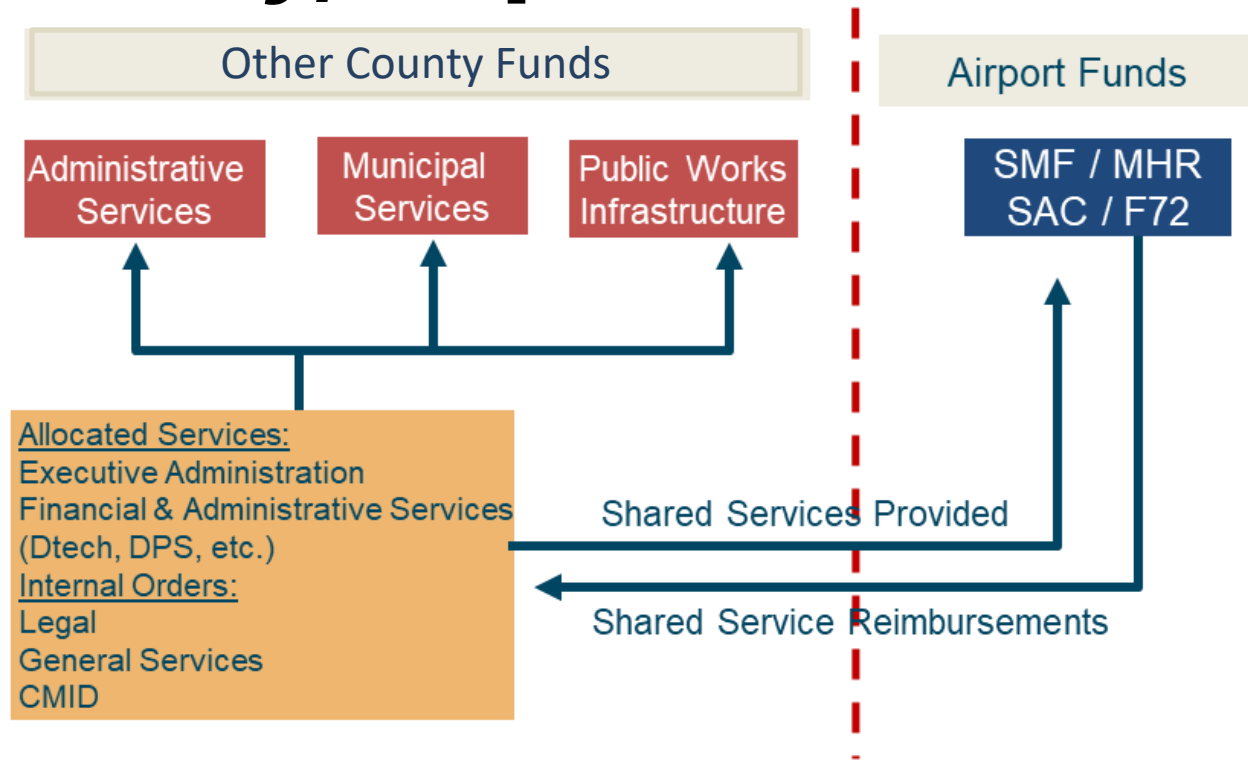 Other County Funds
Airport Funds
Administrative
Services
Municipal
Services
Public Works
Infrastructure
SMF / MHR
SAC / F72
Allocated Services:
Executive Administration
Financial & Administrative Services
(Dtech, DPS, etc.)
Internal Orders:
Legal
General Services
CMID
Shared Services Provided
Shared Service Reimbursements